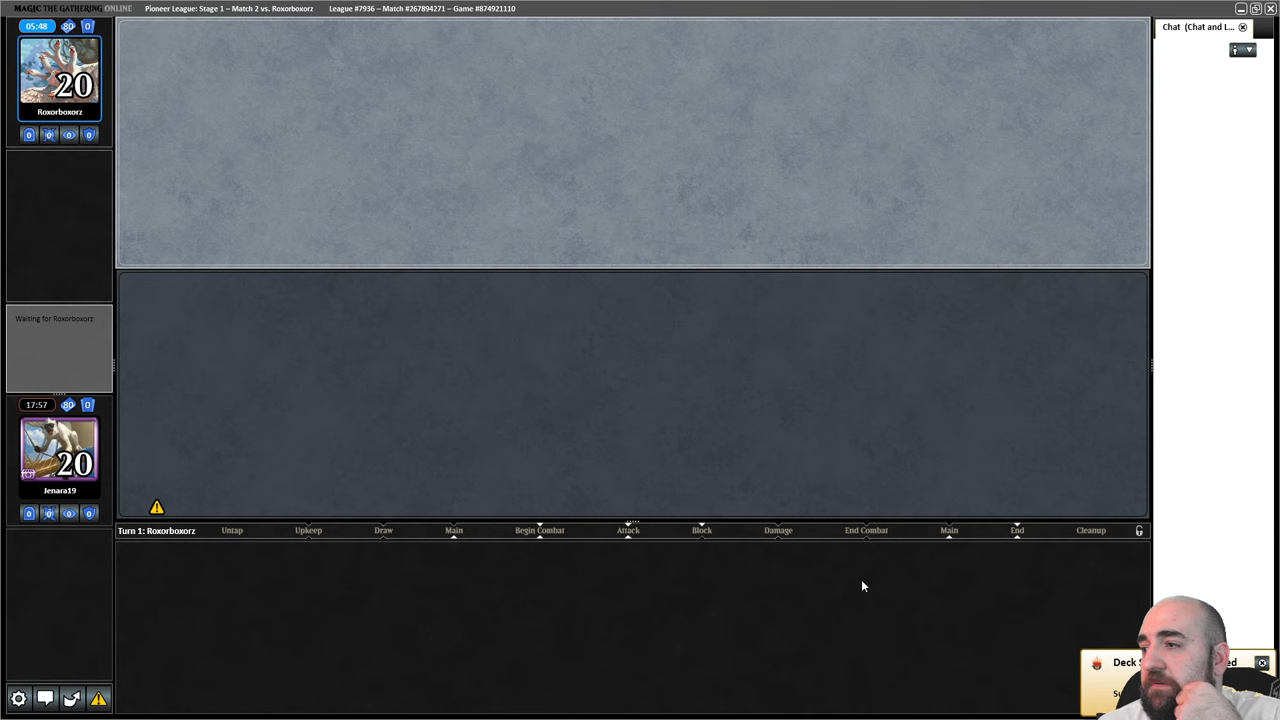 MAGIC THE GATHERING ONLINE Pioneer League: Stage 1 – Match 2 vs. Roxorboxorz League #7936 – Match #267894271 – Game #874921110
05:48 80 0
20
Roxorboxorz
0 0 0 0
Chat (Chat and L...
Waiting for Roxorboxorz
17:57 80 0
20
Jenara19
0 0 0 0
Turn 1: Roxorboxorz Untap Upkeep Draw Main Begin Combat Attack Block Damage End Combat Main End Cleanup
Deck